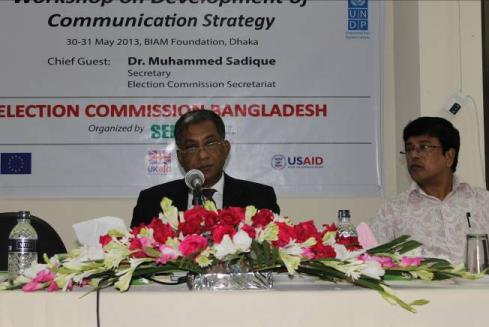 Workshop on Development of
Communication Strategy
30-31 May 2013, BIAM Foundation, Dhaka
Chief Guest: Dr. Muhammed Sadique
Secretary
Election Commission Secretariat
ELECTION COMMISSION BANGLADESH
Organized by
UKaid
USAID
U N
D P